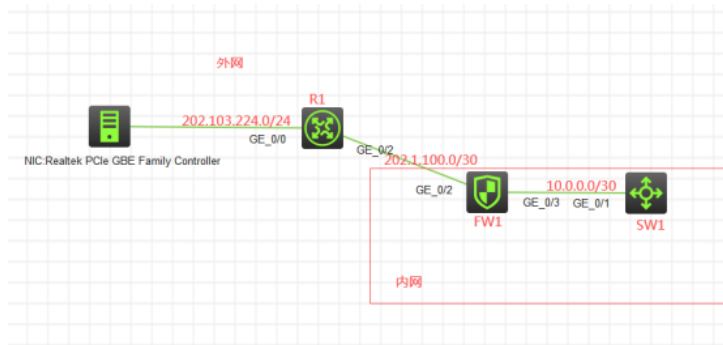 外网
R1
202.103.224.0/24
GE_0/0
NIC:Realtek PCIe GBE Family Controller
GE_0/2
202.1.100.0/30
GE_0/2
FW1
10.0.0.0/30
GE_0/3
GE_0/1
SW1
内网